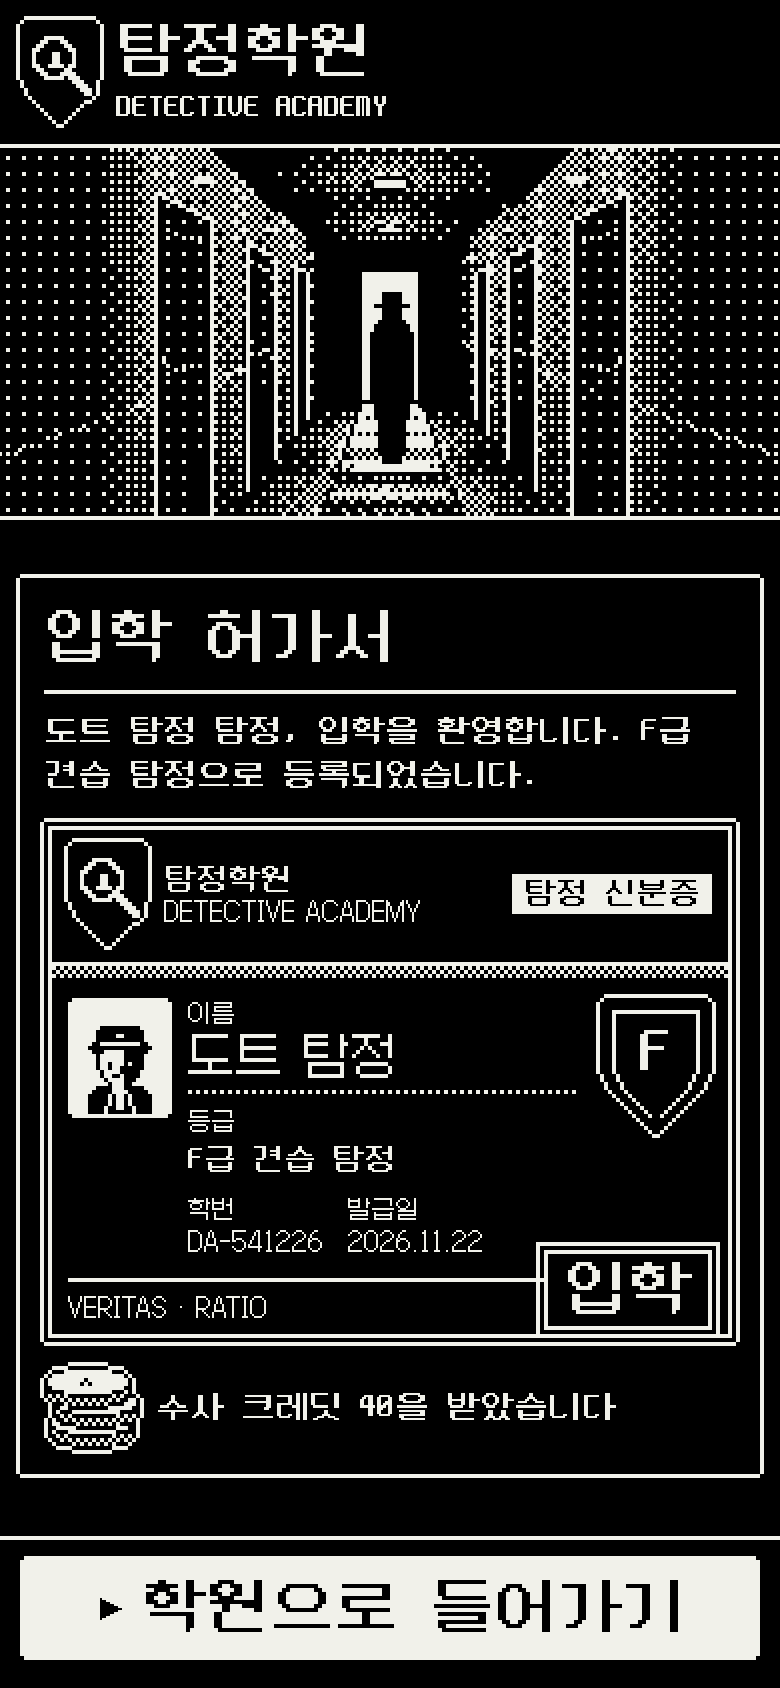 탐정학원
DETECTIVE ACADEMY
입학 허가서
도트 탐정 탐정, 입학을 환영합니다. F급
견습 탐정으로 등록되었습니다.
탐정학원
DETECTIVE ACADEMY
탐정 신분증
이름
도트 탐정
F
등급
F급 견습 탐정
학번 발급일
DA-541226 2026.11.22
VERITAS · RATIO
입학
수사 크레딧 40을 받았습니다
▶ 학원으로 들어가기